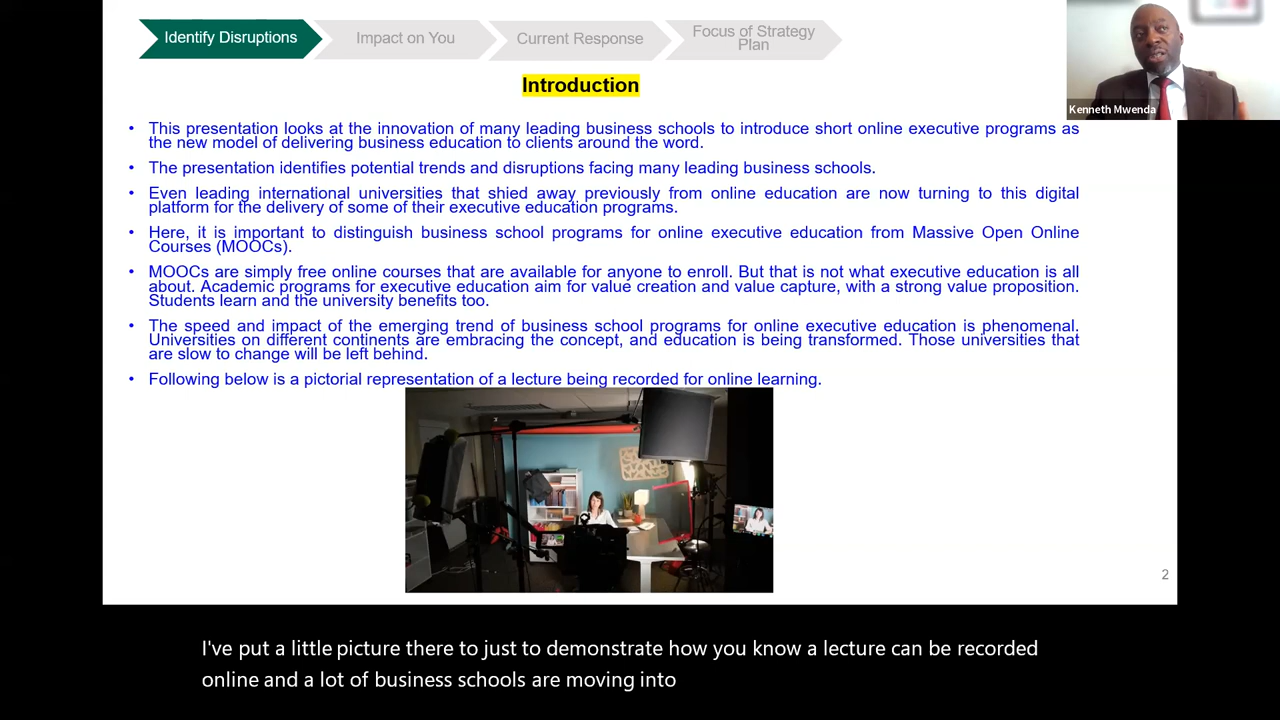 Identify Disruptions
Impact on You
Current Response
Focus of Strategy
Plan
Introduction
• This presentation looks at the innovation of many leading business schools to introduce short online executive programs as
the new model of delivering business education to clients around the word.
• The presentation identifies potential trends and disruptions facing many leading business schools.
• Even leading international universities that shied away previously from online education are now turning to this digital
platform for the delivery of some of their executive education programs.
• Here, it is important to distinguish business school programs for online executive education from Massive Open Online
Courses (MOOCs).
• MOOCs are simply free online courses that are available for anyone to enroll. But that is not what executive education is all
about. Academic programs for executive education aim for value creation and value capture, with a strong value proposition.
Students learn and the university benefits too.
• The speed and impact of the emerging trend of business school programs for online executive education is phenomenal.
Universities on different continents are embracing the concept, and education is being transformed. Those universities that
are slow to change will be left behind.
• Following below is a pictorial representation of a lecture being recorded for online learning.
Kenneth Mwenda
2
I've put a little picture there to just to demonstrate how you know a lecture can be recorded
online and a lot of business schools are moving into